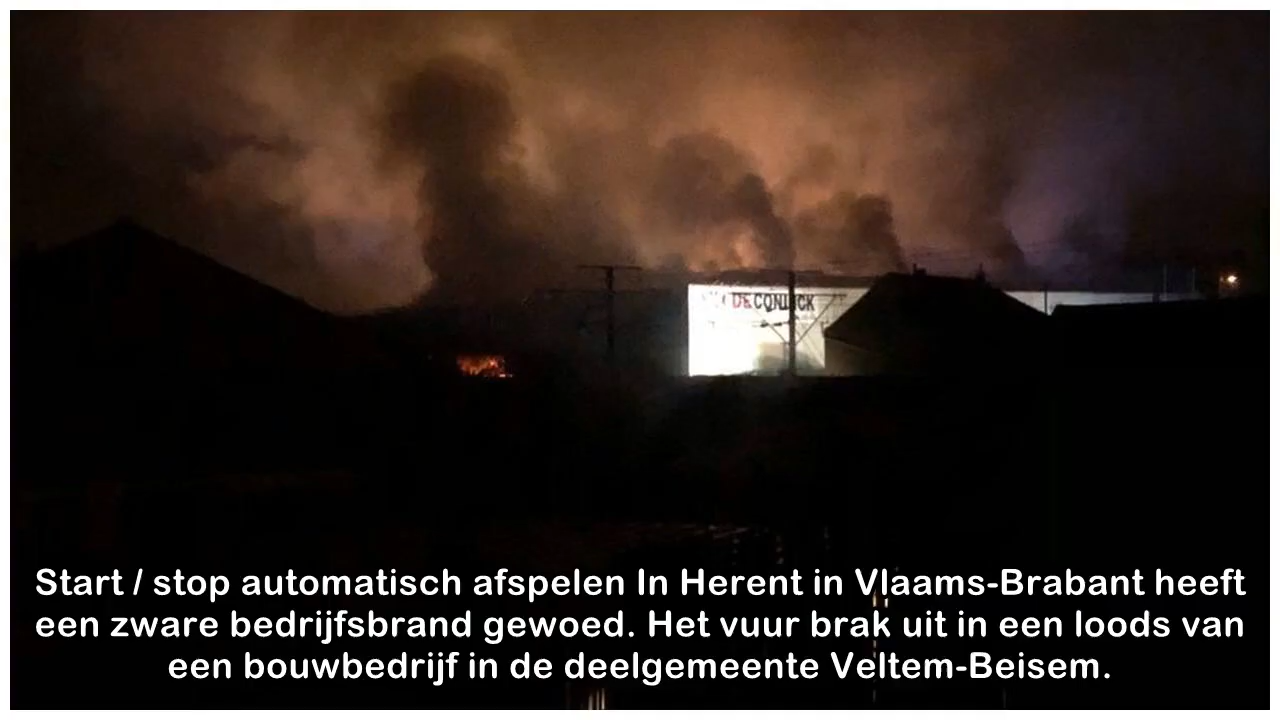 DECONINCK
Start / stop automatisch afspelen In Herent in Vlaams-Brabant heeft
een zware bedrijfsbrand gewoed. Het vuur brak uit in een loods van
een bouwbedrijf in de deelgemeente Veltem-Beisem.